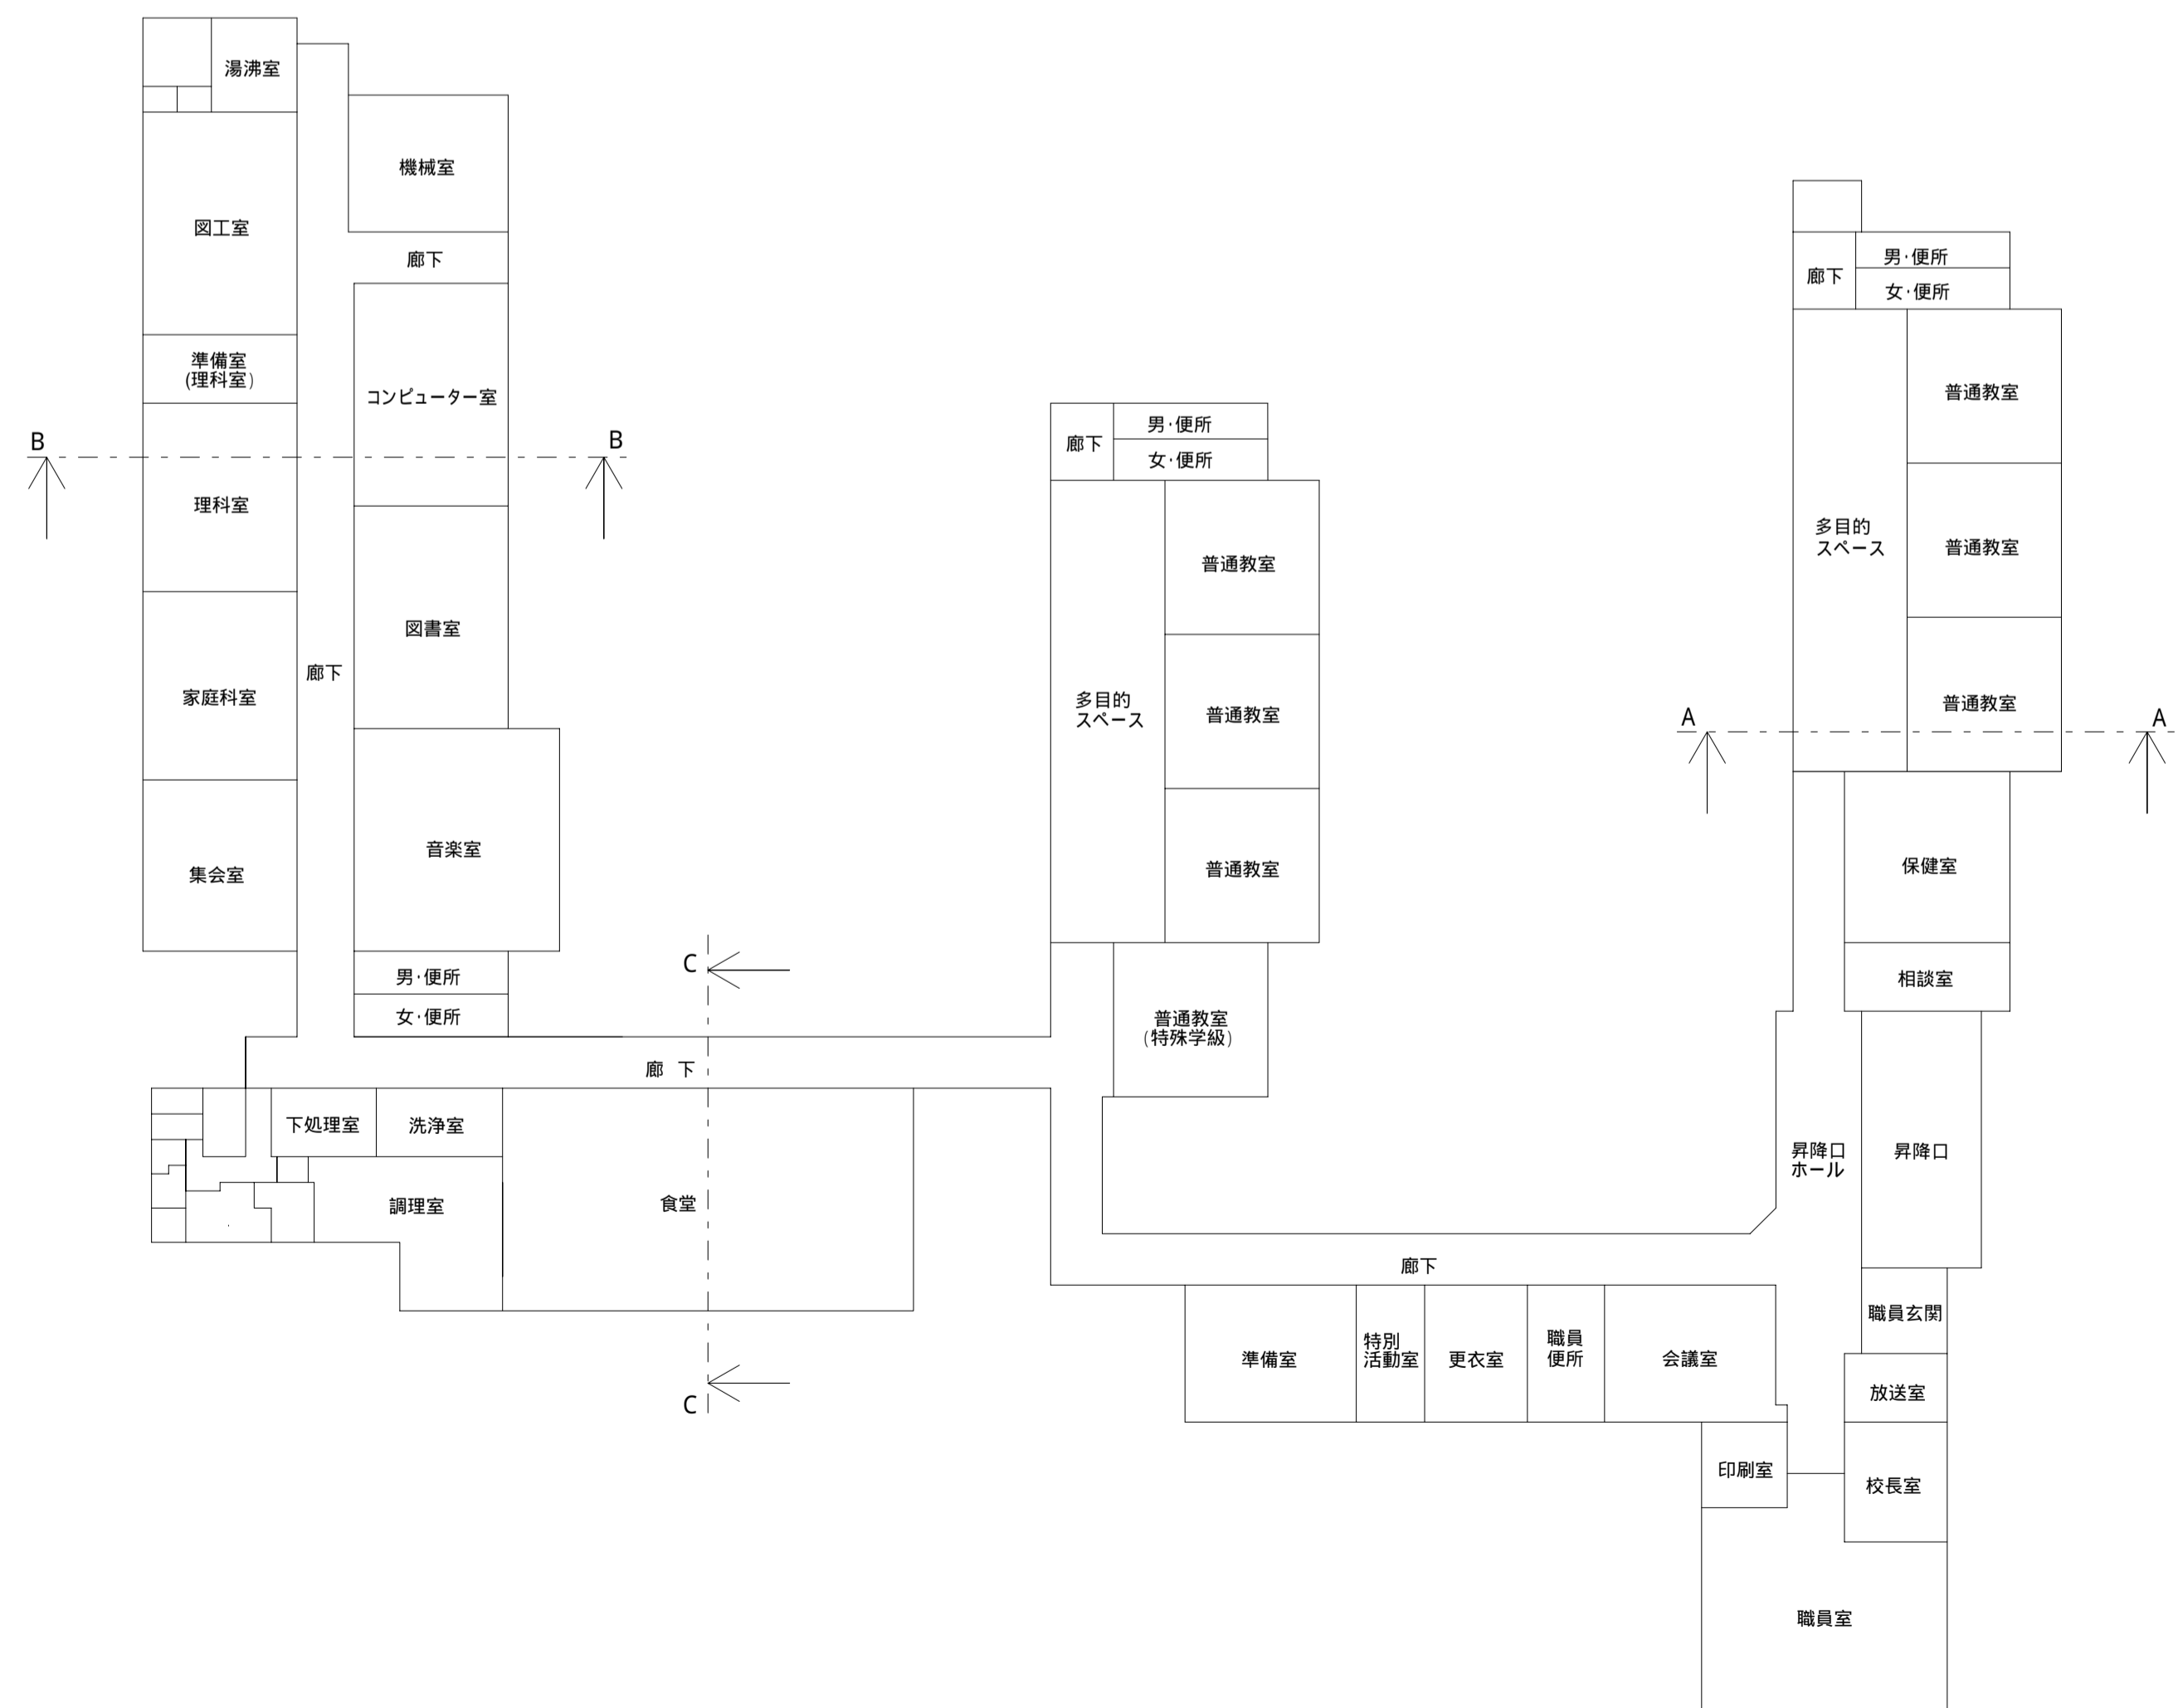 湯沸室
機械室
図工室
廊下
準備室
(理科室)
コンピューター室
B
B
理科室
図書室
廊下
家庭科室
音楽室
集会室
男・便所
女・便所
C
廊 下
下処理室
洗浄室
調理室
食堂
C
廊下
男・便所
女・便所
普通教室
多目的
スペース
普通教室
普通教室
普通教室
(特殊学級)
廊下
男・便所
女・便所
普通教室
多目的
スペース
普通教室
普通教室
A
A
保健室
相談室
昇降口
ホール
昇降口
廊下
職員玄関
準備室
特別
活動室
更衣室
職員
便所
会議室
放送室
印刷室
校長室
職員室